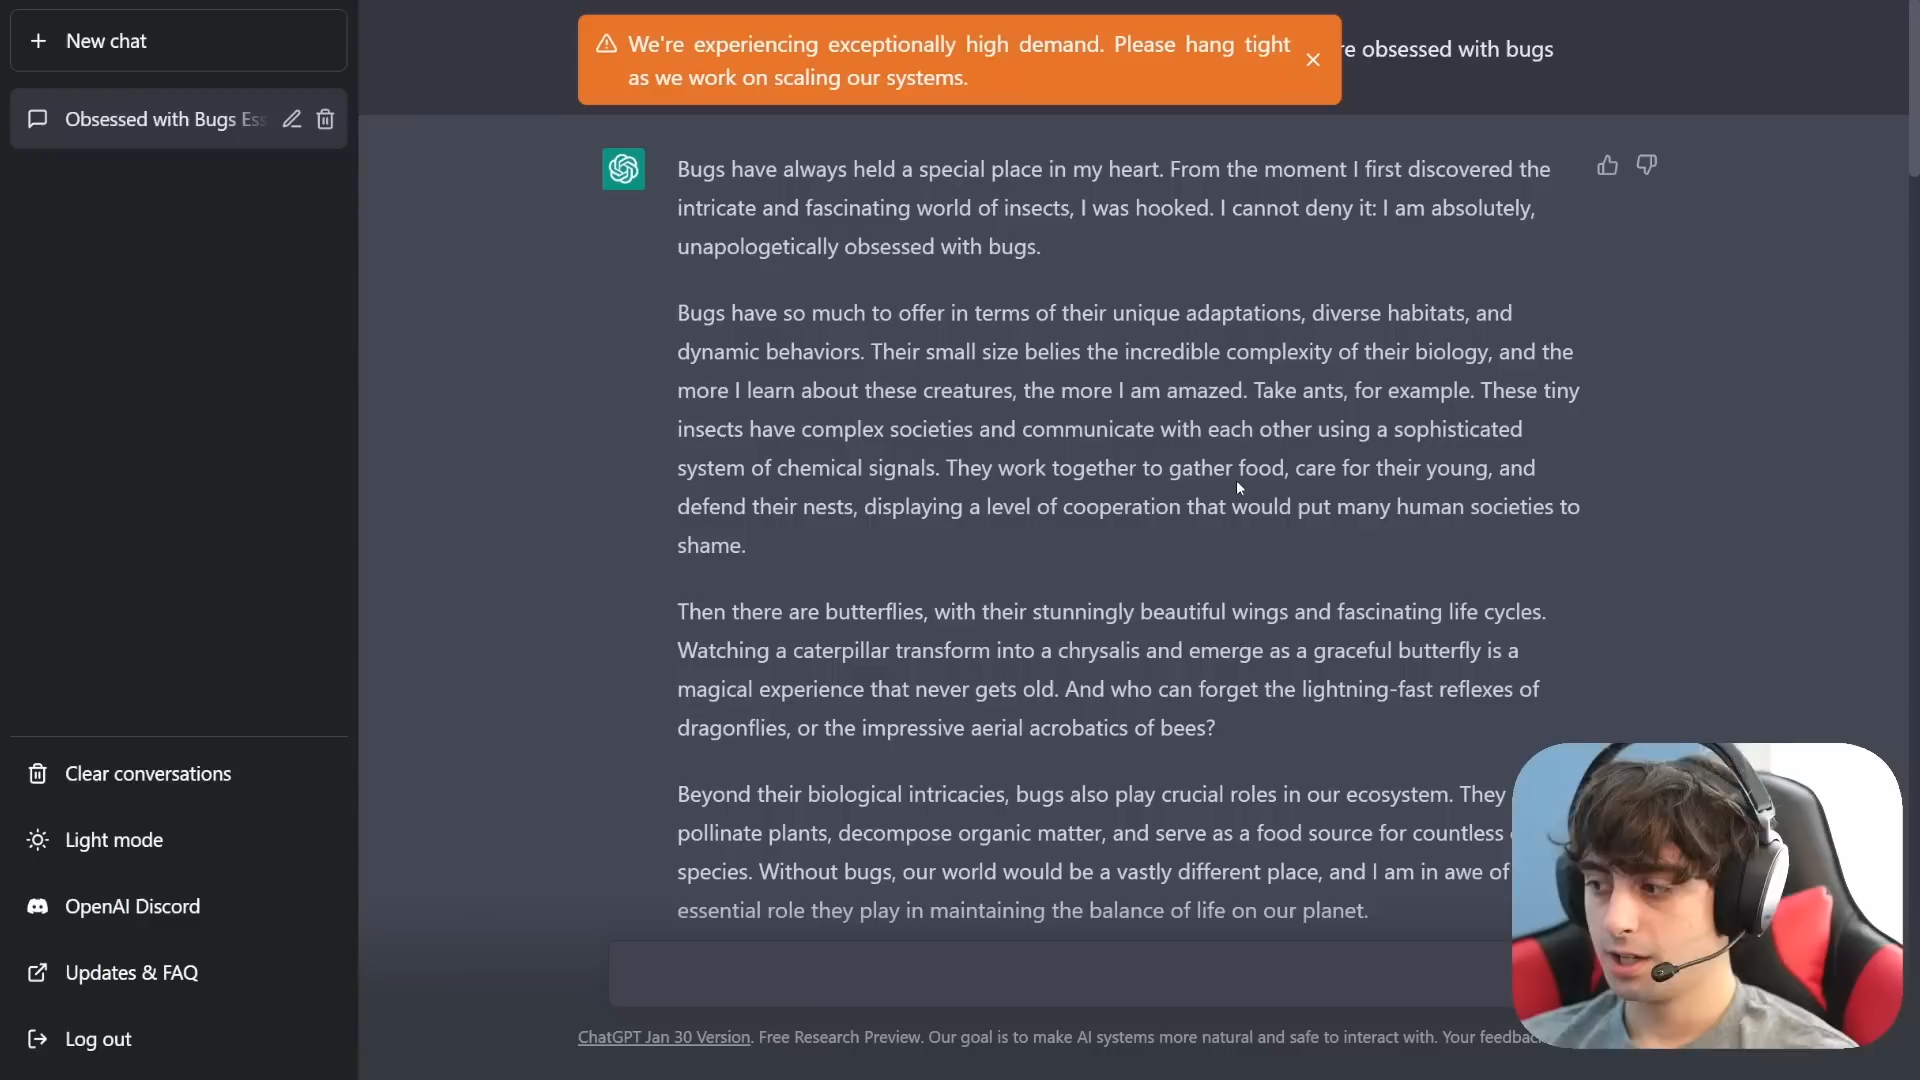 New chat
Obsessed with Bugs Ess
Clear conversations
Light mode
OpenAI Discord
Updates & FAQ
Log out
We're experiencing exceptionally high demand. Please hang tight
as we work on scaling our systems.
re obsessed with bugs
Bugs have always held a special place in my heart. From the moment I first discovered the
intricate and fascinating world of insects, I was hooked. I cannot deny it: I am absolutely,
unapologetically obsessed with bugs.
Bugs have so much to offer in terms of their unique adaptations, diverse habitats, and
dynamic behaviors. Their small size belies the incredible complexity of their biology, and the
more I learn about these creatures, the more I am amazed. Take ants, for example. These tiny
insects have complex societies and communicate with each other using a sophisticated
system of chemical signals. They work together to gather food, care for their young, and
defend their nests, displaying a level of cooperation that would put many human societies to
shame.
Then there are butterflies, with their stunningly beautiful wings and fascinating life cycles.
Watching a caterpillar transform into a chrysalis and emerge as a graceful butterfly is a
magical experience that never gets old. And who can forget the lightning-fast reflexes of
dragonflies, or the impressive aerial acrobatics of bees?
Beyond their biological intricacies, bugs also play crucial roles in our ecosystem. They
pollinate plants, decompose organic matter, and serve as a food source for countless
species. Without bugs, our world would be a vastly different place, and I am in awe of
essential role they play in maintaining the balance of life on our planet.
ChatGPT Jan 30 Version. Free Research Preview. Our goal is to make AI systems more natural and safe to interact with. Your feedbac